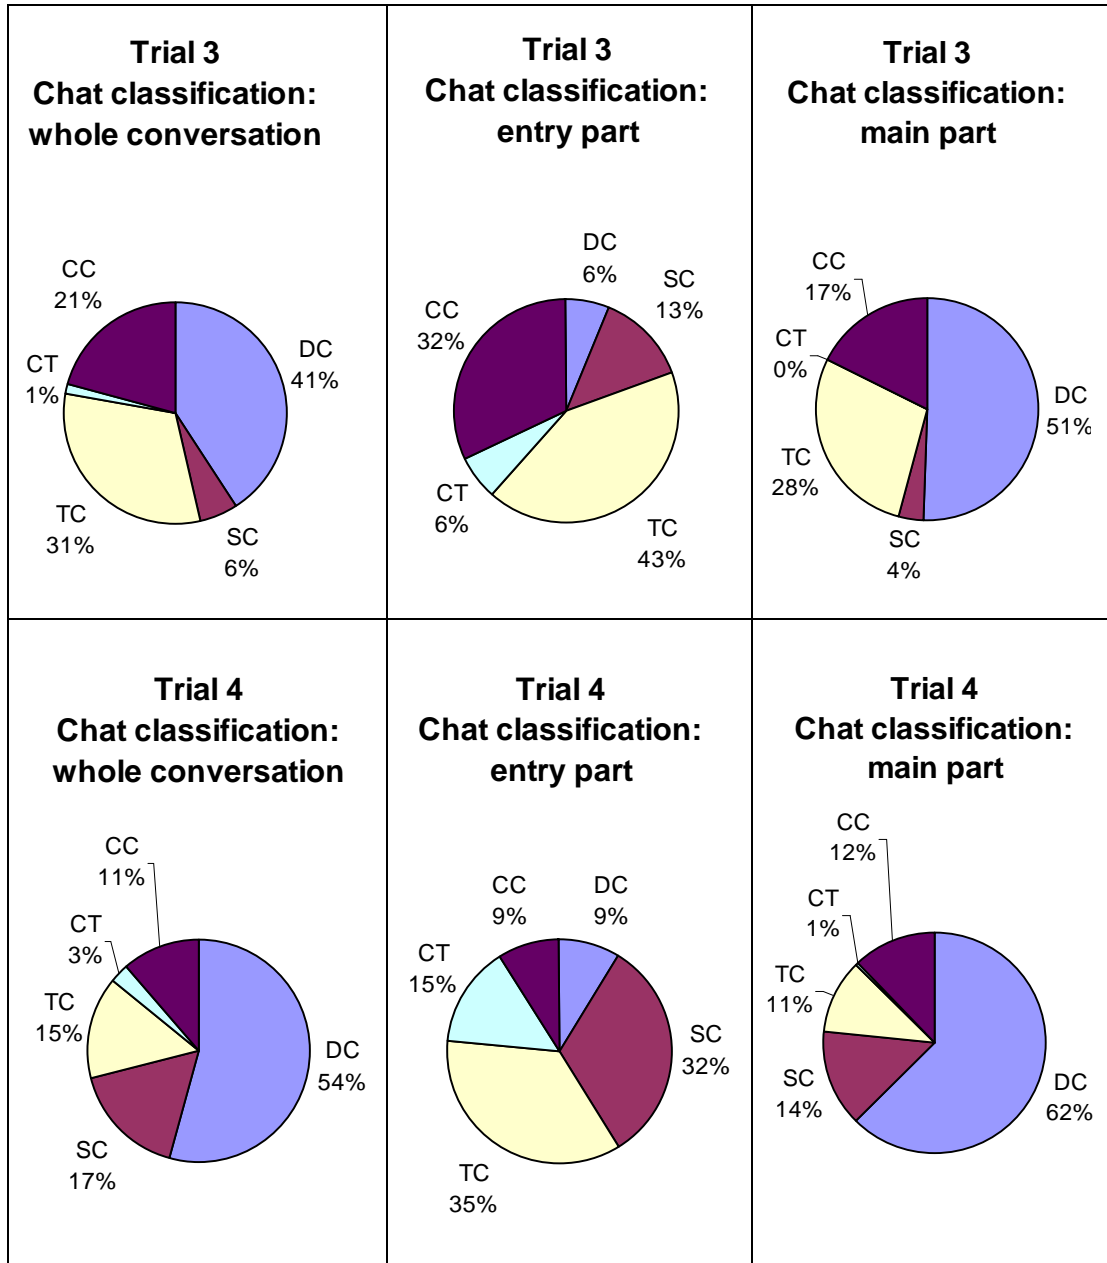 Trial 3
Chat classification:
whole conversation
CC
21%
DC
41%
CT
1%
TC
31%
SC
6%
Trial 3
Chat classification:
entry part
DC
6%
SC
13%
CC
32%
CT
6%
TC
43%
Trial 3
Chat classification:
main part
CC
17%
CT
0%
DC
51%
TC
28%
SC
4%
Trial 4
Chat classification:
whole conversation
CC
11%
CT
3%
TC
15%
DC
54%
SC
17%
Trial 4
Chat classification:
entry part
CC
9%
DC
9%
CT
15%
SC
32%
TC
35%
Trial 4
Chat classification:
main part
CC
12%
CT
1%
TC
11%
SC
14%
DC
62%